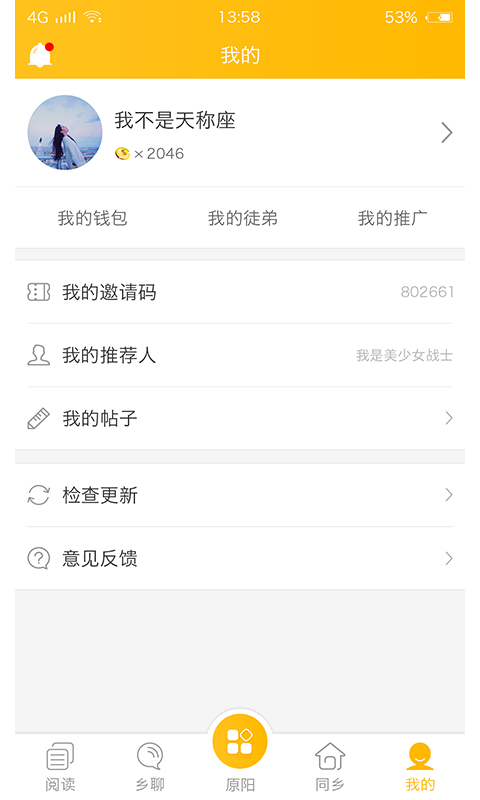 4G 13:58 53%
我的
我不是天称座
×2046
我的钱包 我的徒弟 我的推广
我的邀请码 802661
我的推荐人 我是美少女战士
我的帖子
检查更新
意见反馈
阅读 乡聊 原阳 同乡 我的